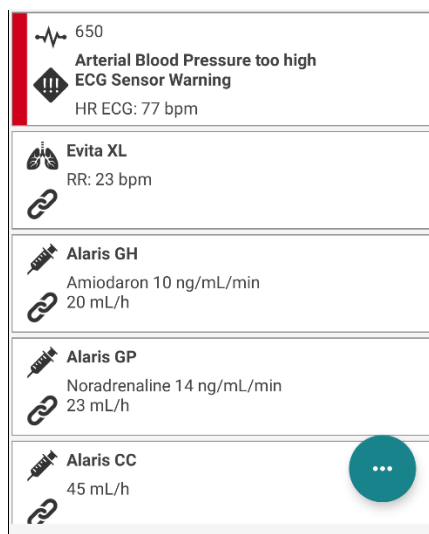 650
Arterial Blood Pressure too high
ECG Sensor Warning
HR ECG: 77 bpm
Evita XL
RR: 23 bpm
Alaris GH
Amiodaron 10 ng/mL/min
20 mL/h
Alaris GP
Noradrenaline 14 ng/mL/min
23 mL/h
Alaris CC
45 mL/h